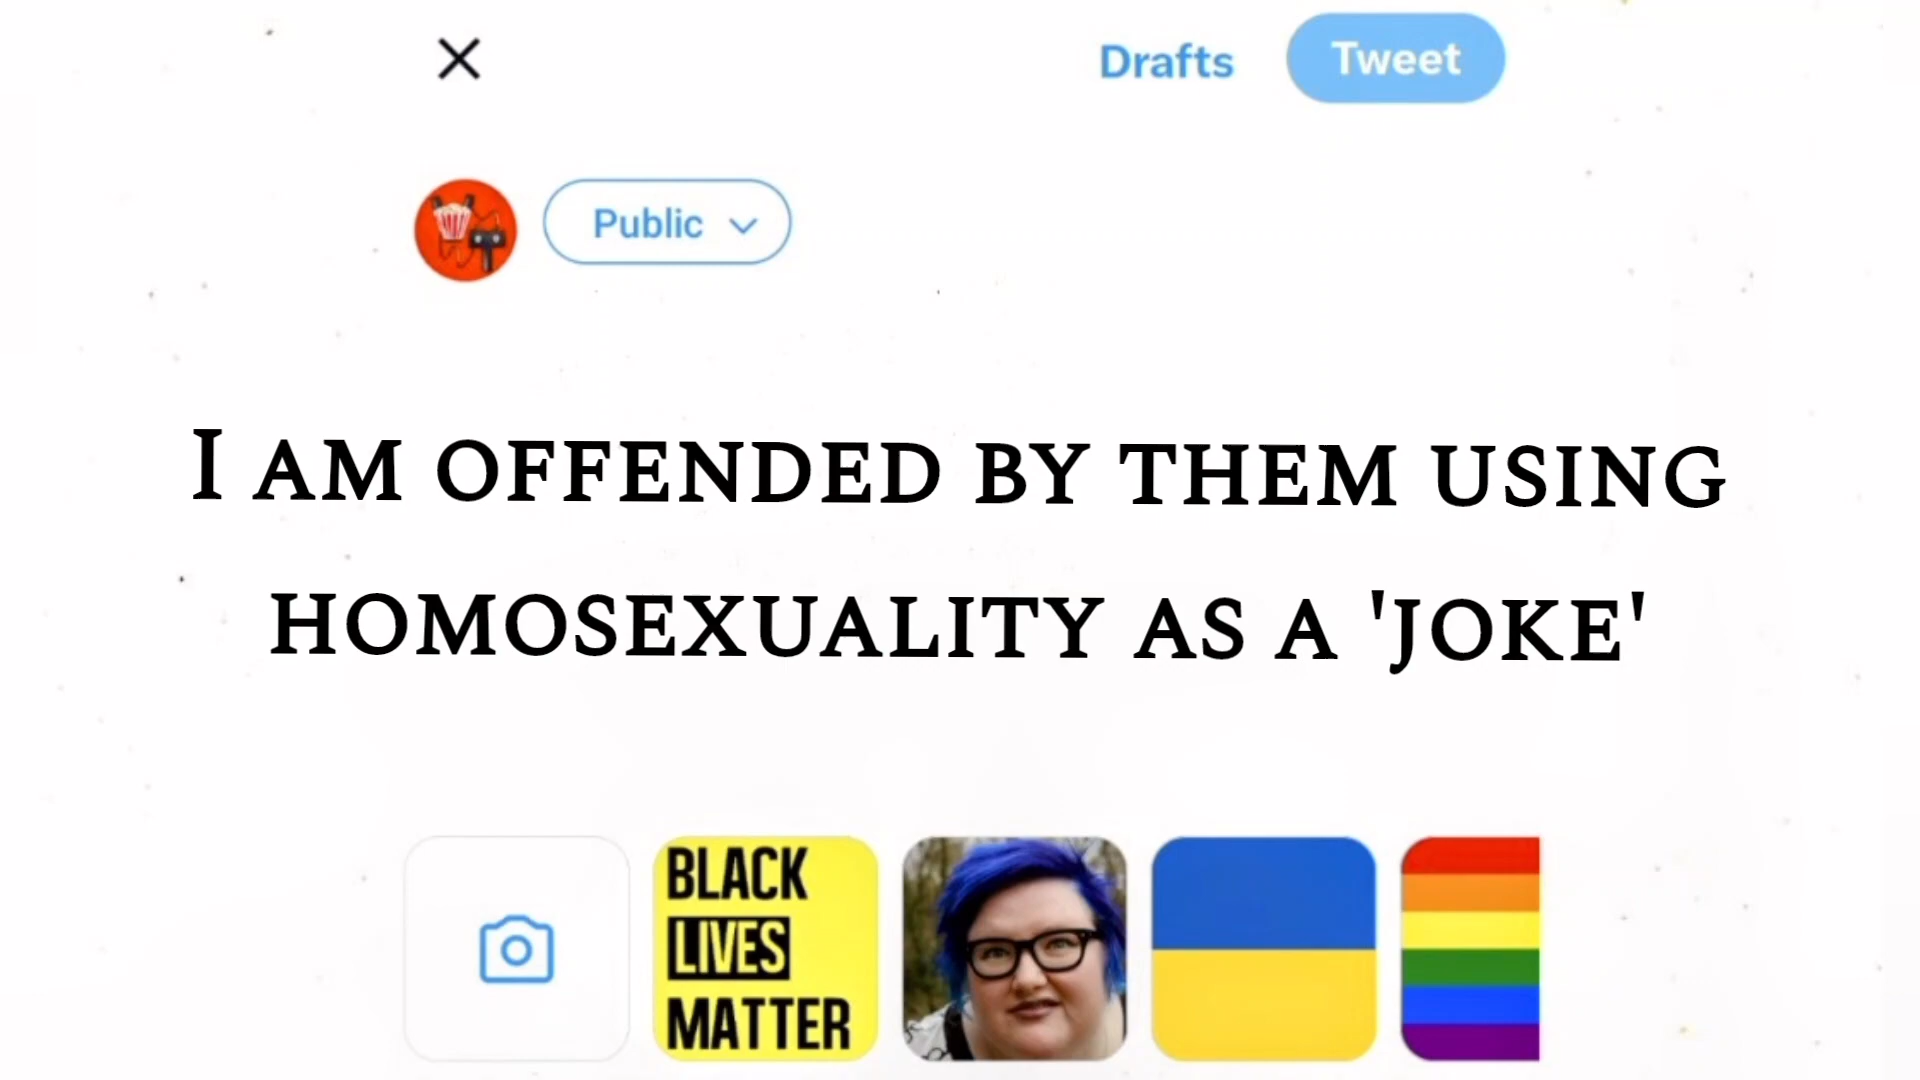 Drafts Tweet
Public
I AM OFFENDED BY THEM USING
HOMOSEXUALITY AS A 'JOKE'
BLACK
LIVES
MATTER